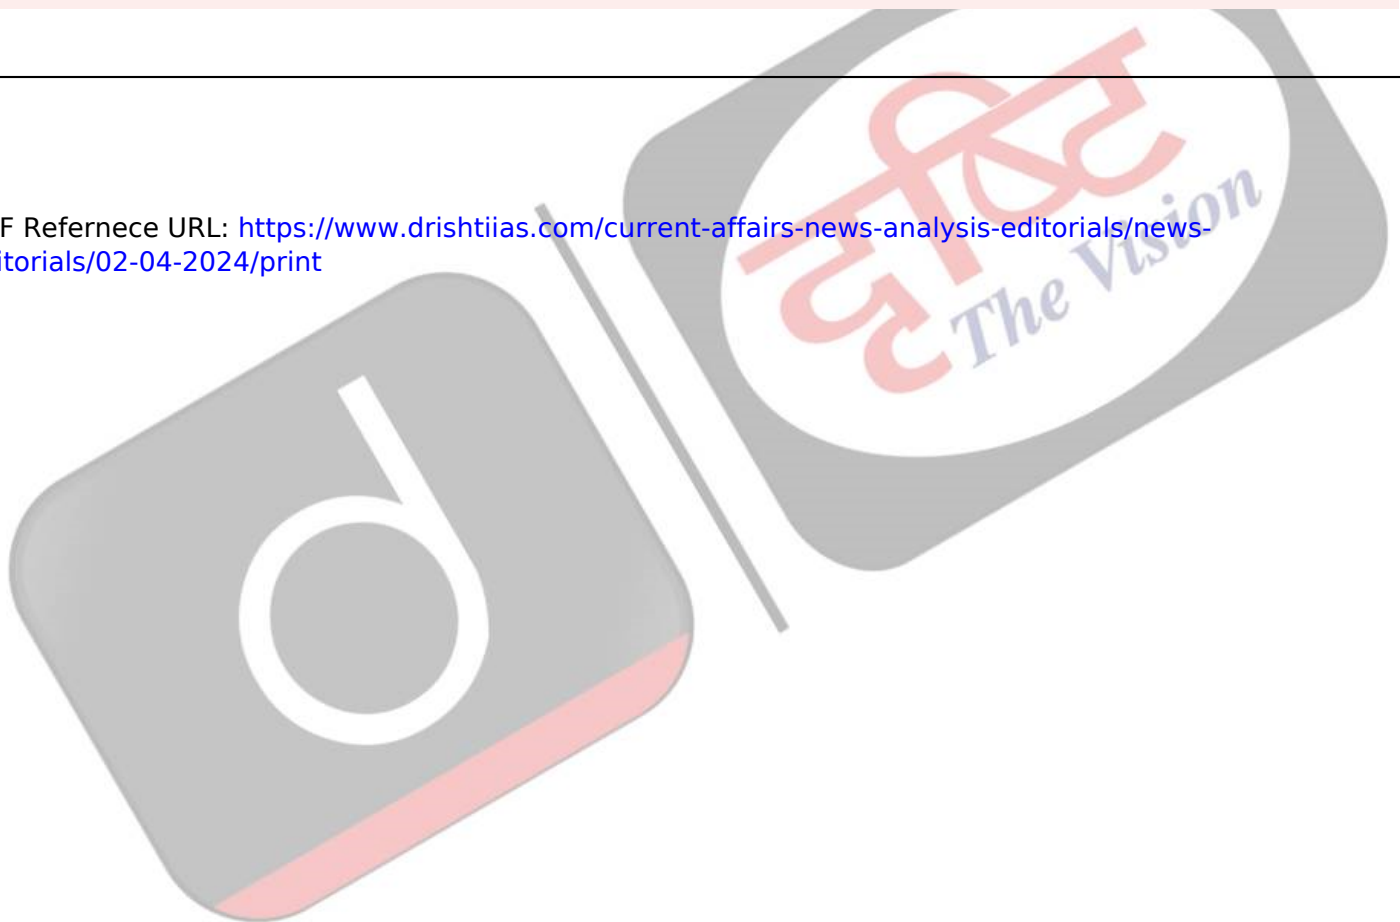 F Refernece URL: https://www.drishtiias.com/current-affairs-news-analysis-editorials/news-
itorials/02-04-2024/print
दृष्टि
The Vision
d